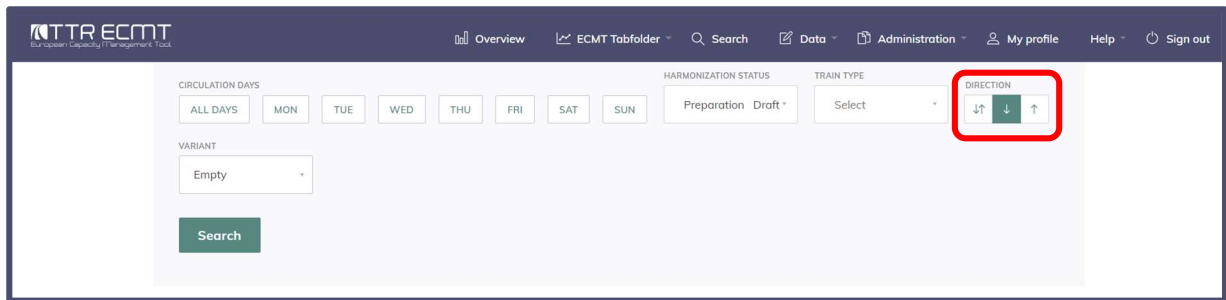 TTR ECMT
European Capacity Management Tool
Overview ECMT Tabfolder Search Data Administration My profile Help Sign out
CIRCULATION DAYS HARMONIZATION STATUS TRAIN TYPE DIRECTION
ALL DAYS MON TUE WED THU FRI SAT SUN Preparation Draft Select ↓↑ ↓ ↑
VARIANT
Empty
Search